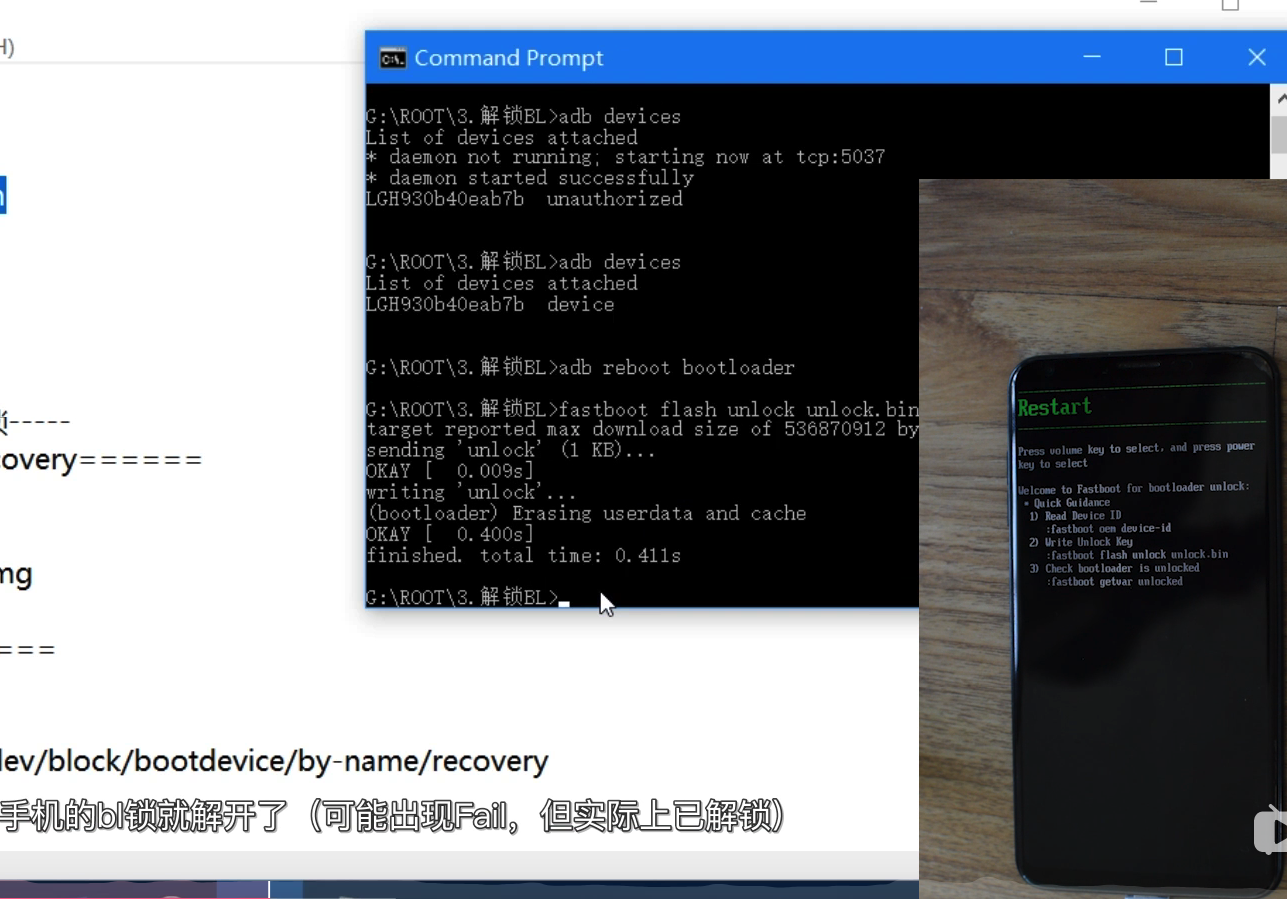 Command Prompt
G:\ROOT\3.解锁BL>adb devices
List of devices attached
* daemon not running; starting now at tcp:5037
* daemon started successfully
LGH930b40eab7b unauthorized
G:\ROOT\3.解锁BL>adb devices
List of devices attached
LGH930b40eab7b device
G:\ROOT\3.解锁BL>adb reboot bootloader
G:\ROOT\3.解锁BL>fastboot flash unlock unlock.bin
target reported max download size of 536870912 by
sending 'unlock' (1 KB)...
OKAY [ 0.009s]
writing 'unlock'...
(bootloader) Erasing userdata and cache
OKAY [ 0.400s]
finished. total time: 0.411s
G:\ROOT\3.解锁BL>
H)
-----
covery======
mg
===
dev/block/bootdevice/by-name/recovery
手机的bl锁就解开了（可能出现Fail，但实际上已解锁）
Restart
Press volume key to select, and press power
key to select
Welcome to Fastboot for bootloader unlock:
* Quick Guidance
1) Read Device ID
:fastboot oem device-id
2) Write Unlock Key
:fastboot flash unlock unlock.bin
3) Check bootloader is unlocked
:fastboot getvar unlocked